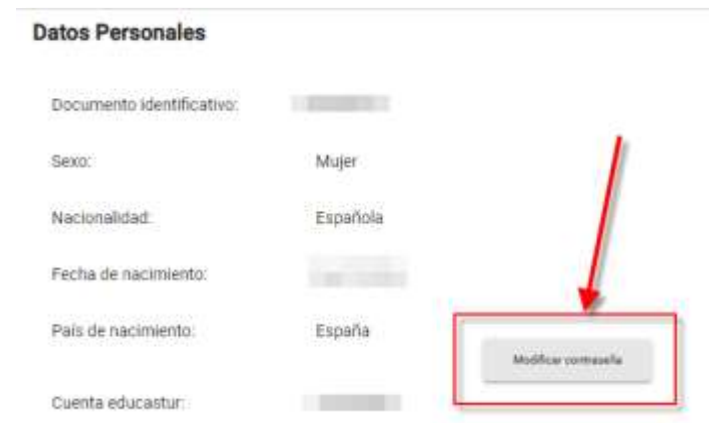 Datos Personales
Documento identificativo:
Sexo: Mujer
Nacionalidad: Española
Fecha de nacimiento:
País de nacimiento: España
Modificar contraseña
Cuenta educastur: